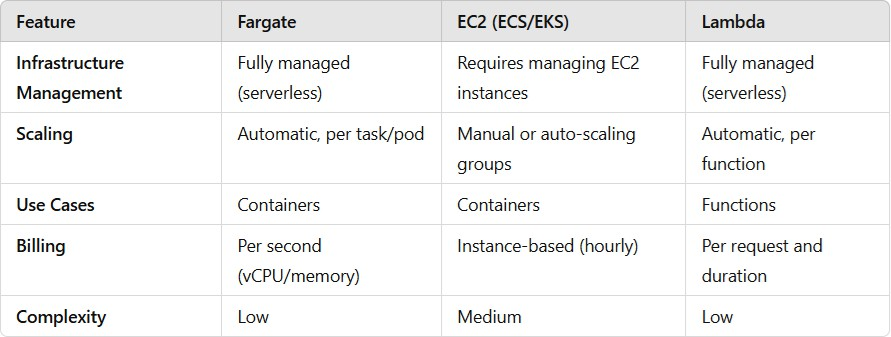 Feature Fargate EC2 (ECS/EKS) Lambda
Infrastructure Fully managed Requires managing EC2 Fully managed
Management (serverless) instances (serverless)
Scaling Automatic, per task/pod Manual or auto-scaling Automatic, per
groups function
Use Cases Containers Containers Functions
Billing Per second Instance-based (hourly) Per request and
(vCPU/memory) duration
Complexity Low Medium Low